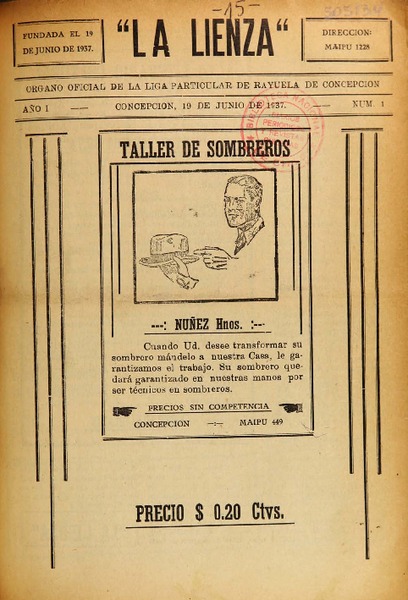 -15-
FUNDADA EL 19
DE JUNIO DE 1937.
"LA LIENZA"
DIRECCION:
MAIPU 1228
ORGANO OFICIAL DE LA LIGA PARTICULAR DE RAYUELA DE CONCEPCION
AÑO I — CONCEPCION, 19 DE JUNIO DE 1937. — NUM. 1
TALLER DE SOMBREROS
---: NUÑEZ Hnos. :---
Cuando Ud. desee transformar su
sombrero mándelo a nuestra Casa, le ga-
rantizamos el trabajo. Su sombrero que-
dará garantizado en nuestras manos por
ser técnicos en sombreros.
PRECIOS SIN COMPETENCIA
CONCEPCION —:— MAIPU 449
PRECIO $ 0.20 Ctvs.